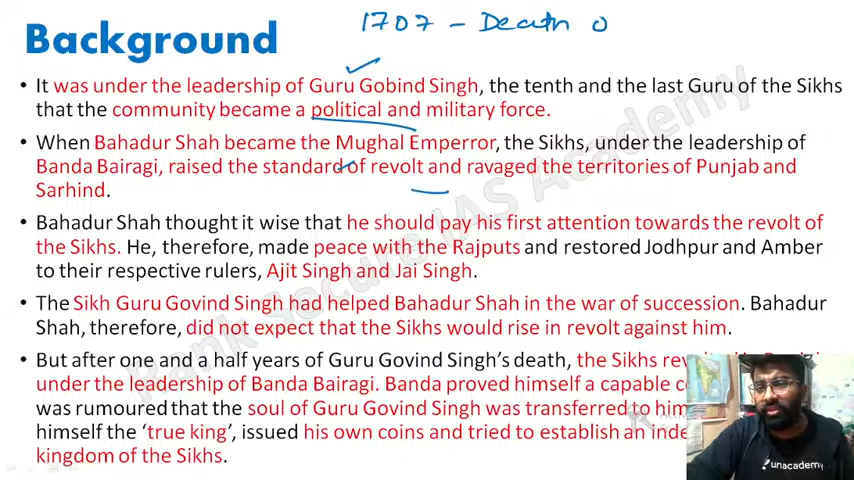 1707 - Death o
Background
• It was under the leadership of Guru Gobind Singh, the tenth and the last Guru of the Sikhs
that the community became a political and military force.
• When Bahadur Shah became the Mughal Emperror, the Sikhs, under the leadership of
Banda Bairagi, raised the standard of revolt and ravaged the territories of Punjab and
Sarhind.
• Bahadur Shah thought it wise that he should pay his first attention towards the revolt of
the Sikhs. He, therefore, made peace with the Rajputs and restored Jodhpur and Amber
to their respective rulers, Ajit Singh and Jai Singh.
• The Sikh Guru Govind Singh had helped Bahadur Shah in the war of succession. Bahadur
Shah, therefore, did not expect that the Sikhs would rise in revolt against him.
• But after one and a half years of Guru Govind Singh's death, the Sikhs
under the leadership of Banda Bairagi. Banda proved himself a capable
was rumoured that the soul of Guru Govind Singh was transferred to him
himself the 'true king', issued his own coins and tried to establish an
kingdom of the Sikhs.
Rank Secure IAS Academy
unacademy